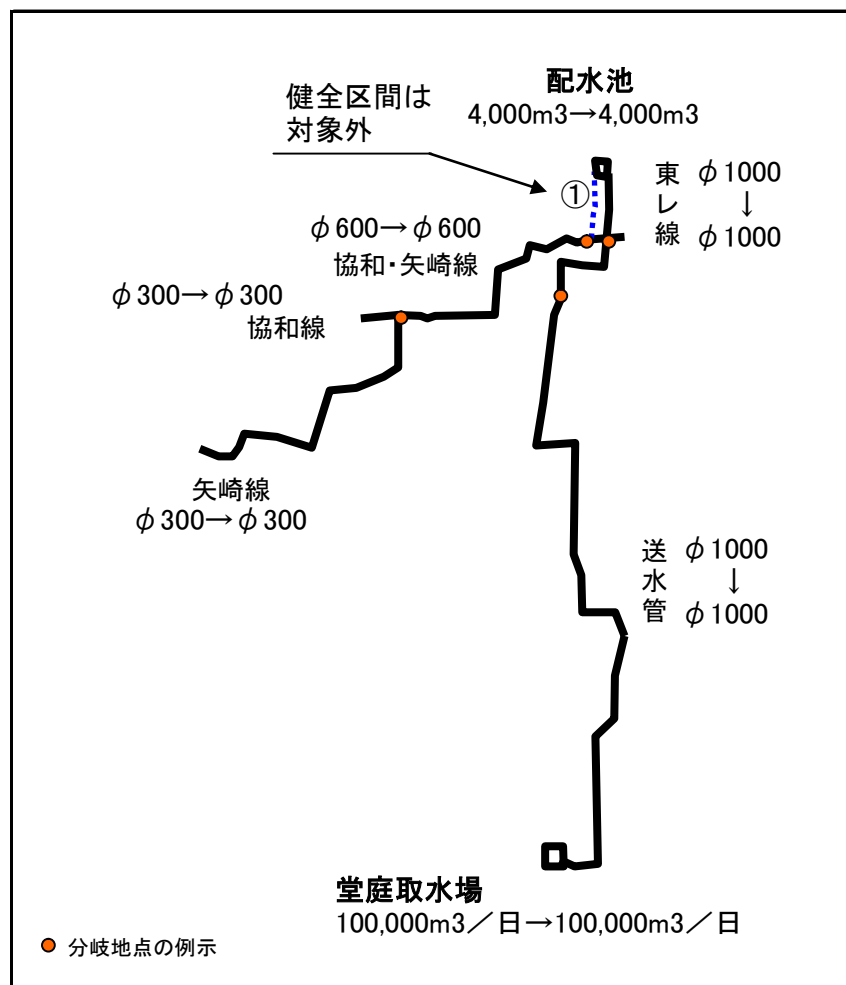 配水池
4,000m3→4,000m3
健全区間は
対象外
①
東レ線
φ1000
↓
φ1000
φ600→φ600
協和・矢崎線
φ300→φ300
協和線
矢崎線
φ300→φ300
送水管
φ1000
↓
φ1000
堂庭取水場
100,000m3／日→100,000m3／日
分岐地点の例示